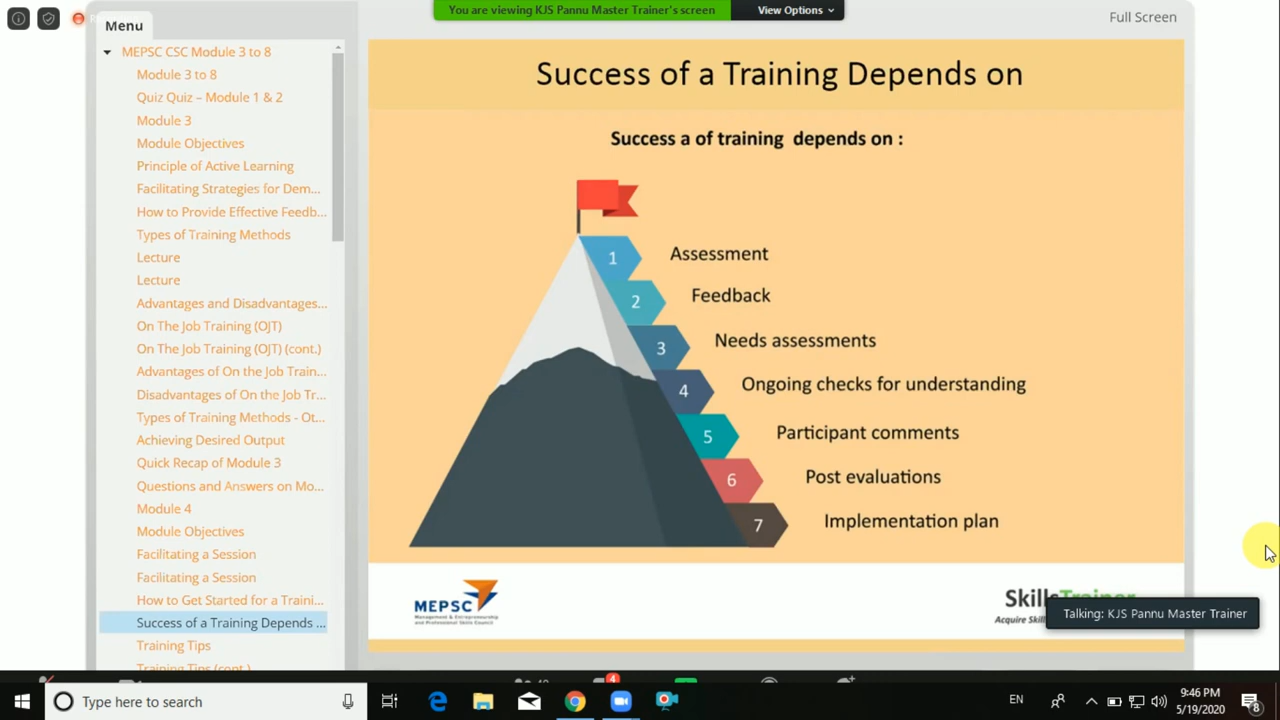 You are viewing KJS Pannu Master Trainer's screen
View Options
Full Screen
Menu
MEPSC CSC Module 3 to 8
Module 3 to 8
Quiz Quiz – Module 1 & 2
Module 3
Module Objectives
Principle of Active Learning
Facilitating Strategies for Dem...
How to Provide Effective Feedb...
Types of Training Methods
Lecture
Lecture
Advantages and Disadvantages...
On The Job Training (OJT)
On The Job Training (OJT) (cont.)
Advantages of On the Job Train...
Disadvantages of On the Job Tr...
Types of Training Methods - Ot...
Achieving Desired Output
Quick Recap of Module 3
Questions and Answers on Mo...
Module 4
Module Objectives
Facilitating a Session
Facilitating a Session
How to Get Started for a Traini...
Success of a Training Depends ...
Training Tips
Training Tips (cont.)
Success of a Training Depends on
Success a of training depends on :
1 Assessment
2 Feedback
3 Needs assessments
4 Ongoing checks for understanding
5 Participant comments
6 Post evaluations
7 Implementation plan
MEPSC
Management & Entrepreneurship
and Professional Skills Council
SkillsTrainer
Acquire
Talking: KJS Pannu Master Trainer
4
Type here to search
EN
9:46 PM
5/19/2020
8